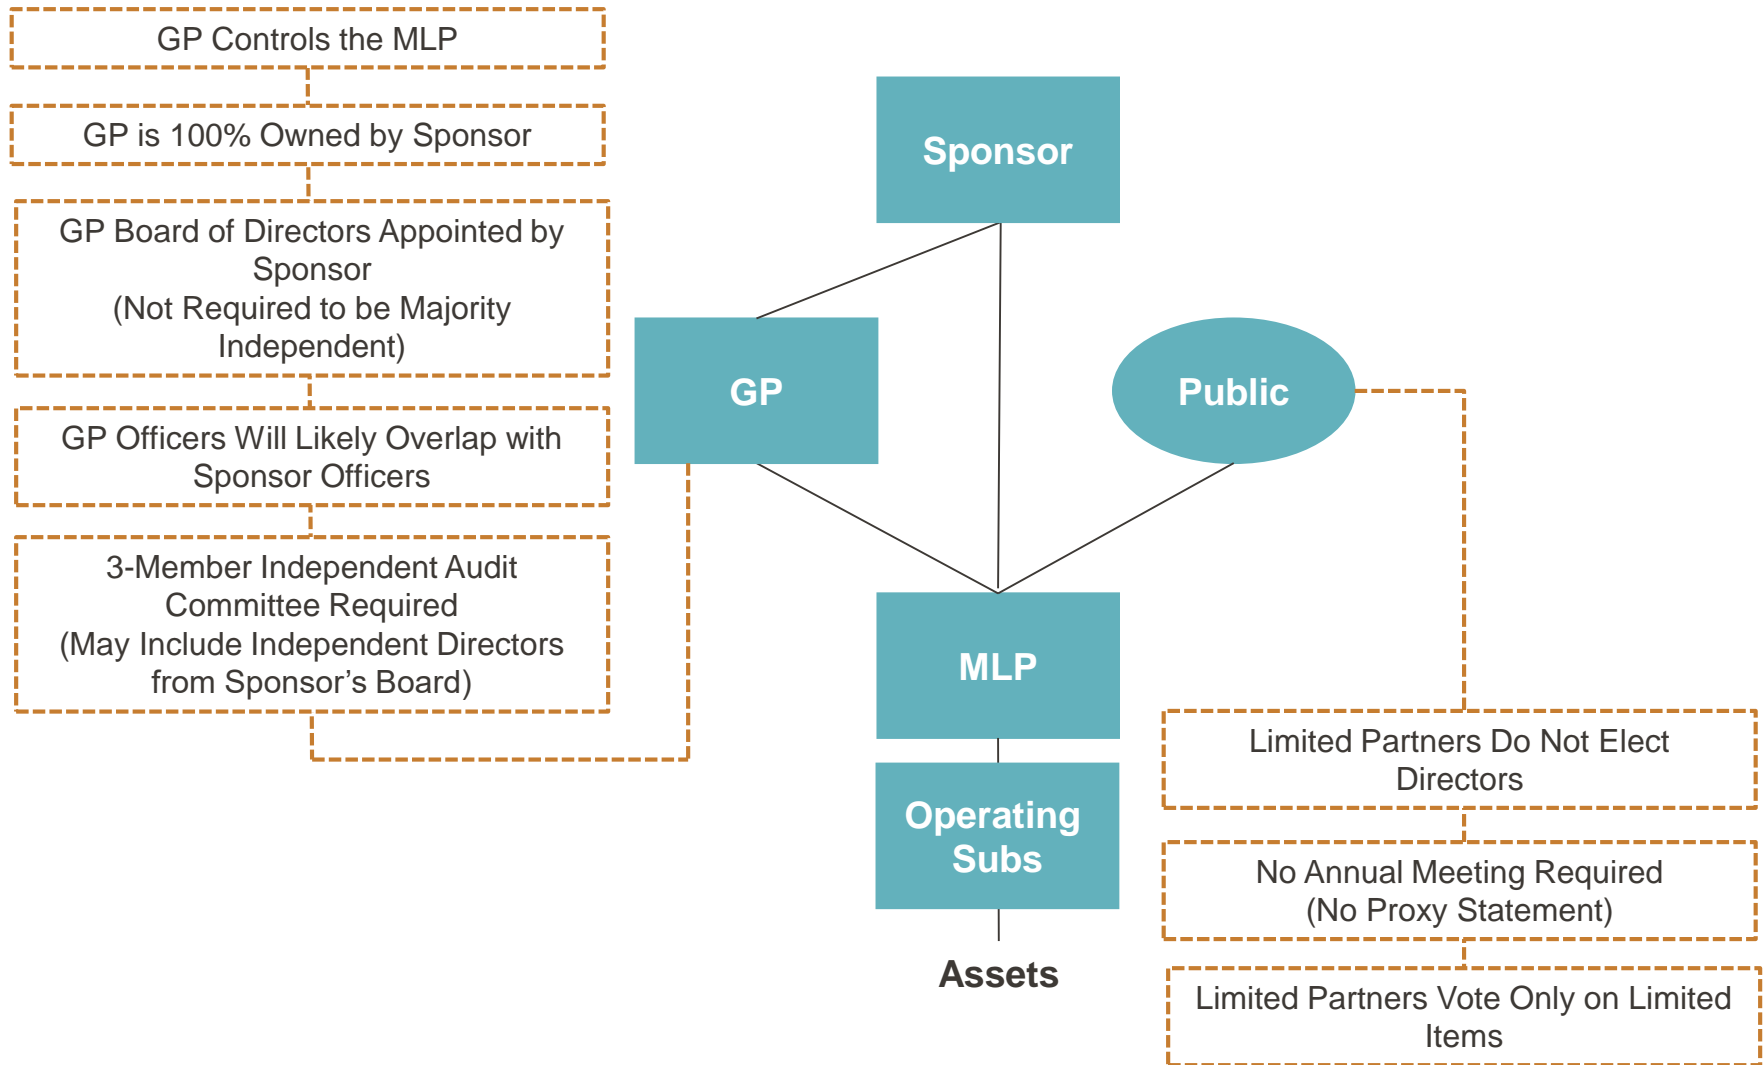 GP Controls the MLP
GP is 100% Owned by Sponsor
GP Board of Directors Appointed by
Sponsor
(Not Required to be Majority
Independent)
GP Officers Will Likely Overlap with
Sponsor Officers
3-Member Independent Audit
Committee Required
(May Include Independent Directors
from Sponsor’s Board)
Sponsor
GP
Public
MLP
Operating
Subs
Assets
Limited Partners Do Not Elect
Directors
No Annual Meeting Required
(No Proxy Statement)
Limited Partners Vote Only on Limited
Items